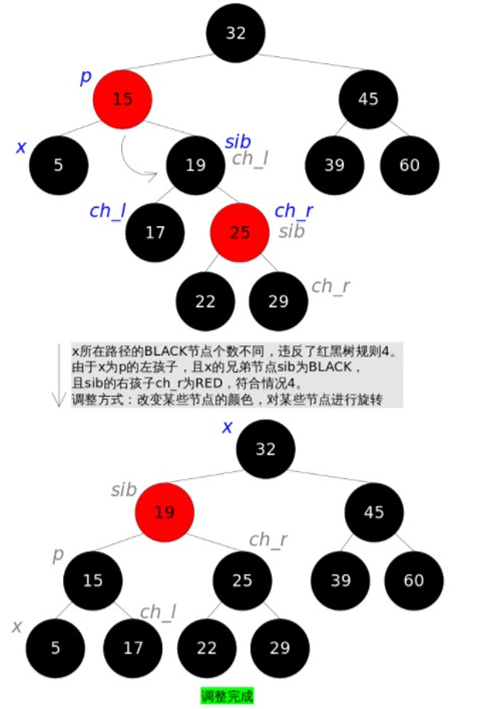 32
p
15
45
x
sib
5
19
ch_l
39
60
ch_l
ch_r
17
25
sib
22
29
ch_r
x所在路径的BLACK节点个数不同，违反了红黑树规则4。
由于x为p的左孩子，且x的兄弟节点sib为BLACK，
且sib的右孩子ch_r为RED，符合情况4。
调整方式：改变某些节点的颜色，对某些节点进行旋转
x
32
sib
19
45
p
ch_r
15
25
39
60
x
ch_l
5
17
22
29
调整完成